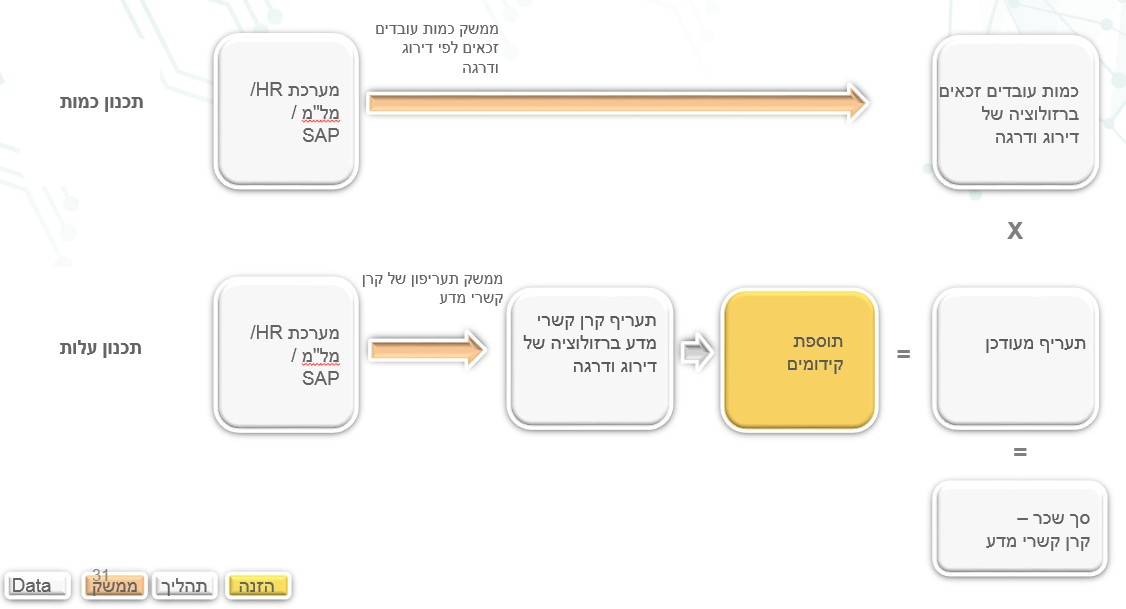 ממשק כמות עובדים
זכאים לפי דירוג
ודרגה
תכנון כמות
מערכת HR/
מל"מ /
SAP
כמות עובדים זכאים
ברזולוציה של
דירוג ודרגה
X
ממשק תעריפון של קרן
קשרי מדע
תכנון עלות
מערכת HR/
מל"מ /
SAP
תעריף קרן קשרי
מדע ברזולוציה של
דירוג ודרגה
תוספת
קידומים
=
תעריף מעודכן
=
סך שכר –
קרן קשרי מדע
31
Data
ממשק
תהליך
הזנה